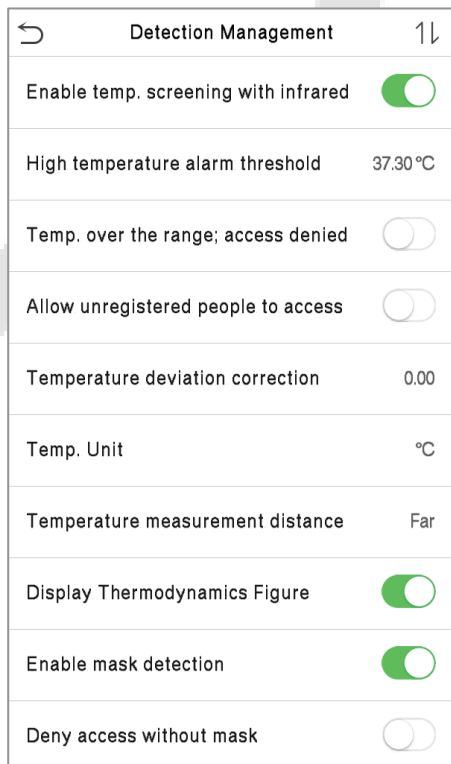 Detection Management
Enable temp. screening with infrared
High temperature alarm threshold 37.30 °C
Temp. over the range; access denied
Allow unregistered people to access
Temperature deviation correction 0.00
Temp. Unit °C
Temperature measurement distance Far
Display Thermodynamics Figure
Enable mask detection
Deny access without mask